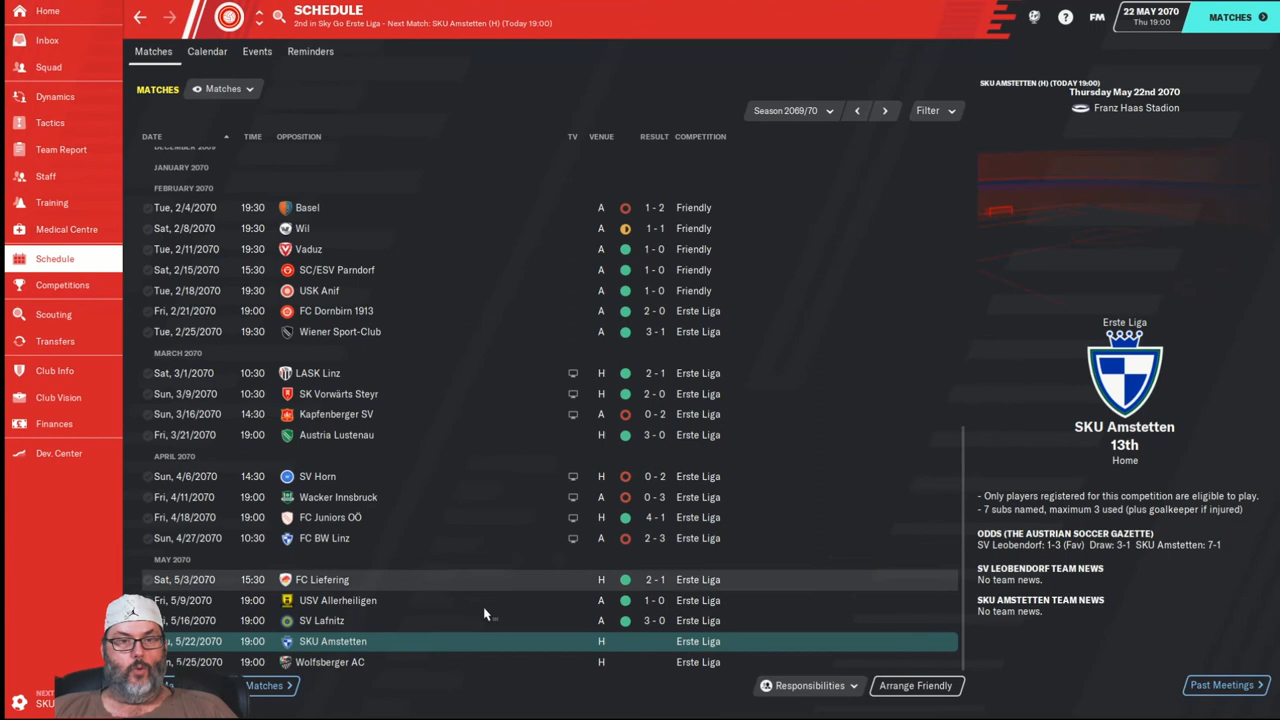 Home
SCHEDULE
2nd in Sky Go Erste Liga - Next Match: SKU Amstetten (H) (Today 19:00)
FM
22 MAY 2070
Thu 19:00
MATCHES
Inbox
Squad
Dynamics
Tactics
Team Report
Staff
Training
Medical Centre
Schedule
Competitions
Scouting
Transfers
Club Info
Club Vision
Finances
Dev. Center
Matches Calendar Events Reminders
MATCHES Matches
Season 2069/70 Filter
DATE TIME OPPOSITION TV VENUE RESULT COMPETITION
DECEMBER 2069
JANUARY 2070
FEBRUARY 2070
Tue, 2/4/2070 19:30 Basel A 1 - 2 Friendly
Sat, 2/8/2070 19:30 Wil A 1 - 1 Friendly
Tue, 2/11/2070 19:30 Vaduz A 1 - 0 Friendly
Sat, 2/15/2070 15:30 SC/ESV Parndorf A 1 - 0 Friendly
Tue, 2/18/2070 19:30 USK Anif A 1 - 0 Friendly
Fri, 2/21/2070 19:00 FC Dornbirn 1913 A 2 - 0 Erste Liga
Tue, 2/25/2070 19:30 Wiener Sport-Club A 3 - 1 Erste Liga
MARCH 2070
Sat, 3/1/2070 10:30 LASK Linz H 2 - 1 Erste Liga
Sun, 3/9/2070 10:30 SK Vorwärts Steyr H 2 - 0 Erste Liga
Sun, 3/16/2070 14:30 Kapfenberger SV A 0 - 2 Erste Liga
Fri, 3/21/2070 19:00 Austria Lustenau H 3 - 0 Erste Liga
APRIL 2070
Sun, 4/6/2070 14:30 SV Horn H 0 - 2 Erste Liga
Fri, 4/11/2070 19:00 Wacker Innsbruck A 0 - 3 Erste Liga
Fri, 4/18/2070 19:00 FC Juniors OÖ H 4 - 1 Erste Liga
Sun, 4/27/2070 10:30 FC BW Linz A 2 - 3 Erste Liga
MAY 2070
Sat, 5/3/2070 15:30 FC Liefering H 2 - 1 Erste Liga
Fri, 5/9/2070 19:00 USV Allerheiligen A 1 - 0 Erste Liga
5/16/2070 19:00 SV Lafnitz A 3 - 0 Erste Liga
5/22/2070 19:00 SKU Amstetten H Erste Liga
5/25/2070 19:00 Wolfsberger AC H Erste Liga
Matches
Responsibilities Arrange Friendly
NEXT
SKU
SKU AMSTETTEN (H) (TODAY 19:00)
Thursday May 22nd 2070
Franz Haas Stadion
Erste Liga
SKU Amstetten
13th
Home
- Only players registered for this competition are eligible to play.
- 7 subs named, maximum 3 used (plus goalkeeper if injured)
ODDS (THE AUSTRIAN SOCCER GAZETTE)
SV Leobendorf: 1-3 (Fav) Draw: 3-1 SKU Amstetten: 7-1
SV LEOBENDORF TEAM NEWS
No team news.
SKU AMSTETTEN TEAM NEWS
No team news.
Past Meetings